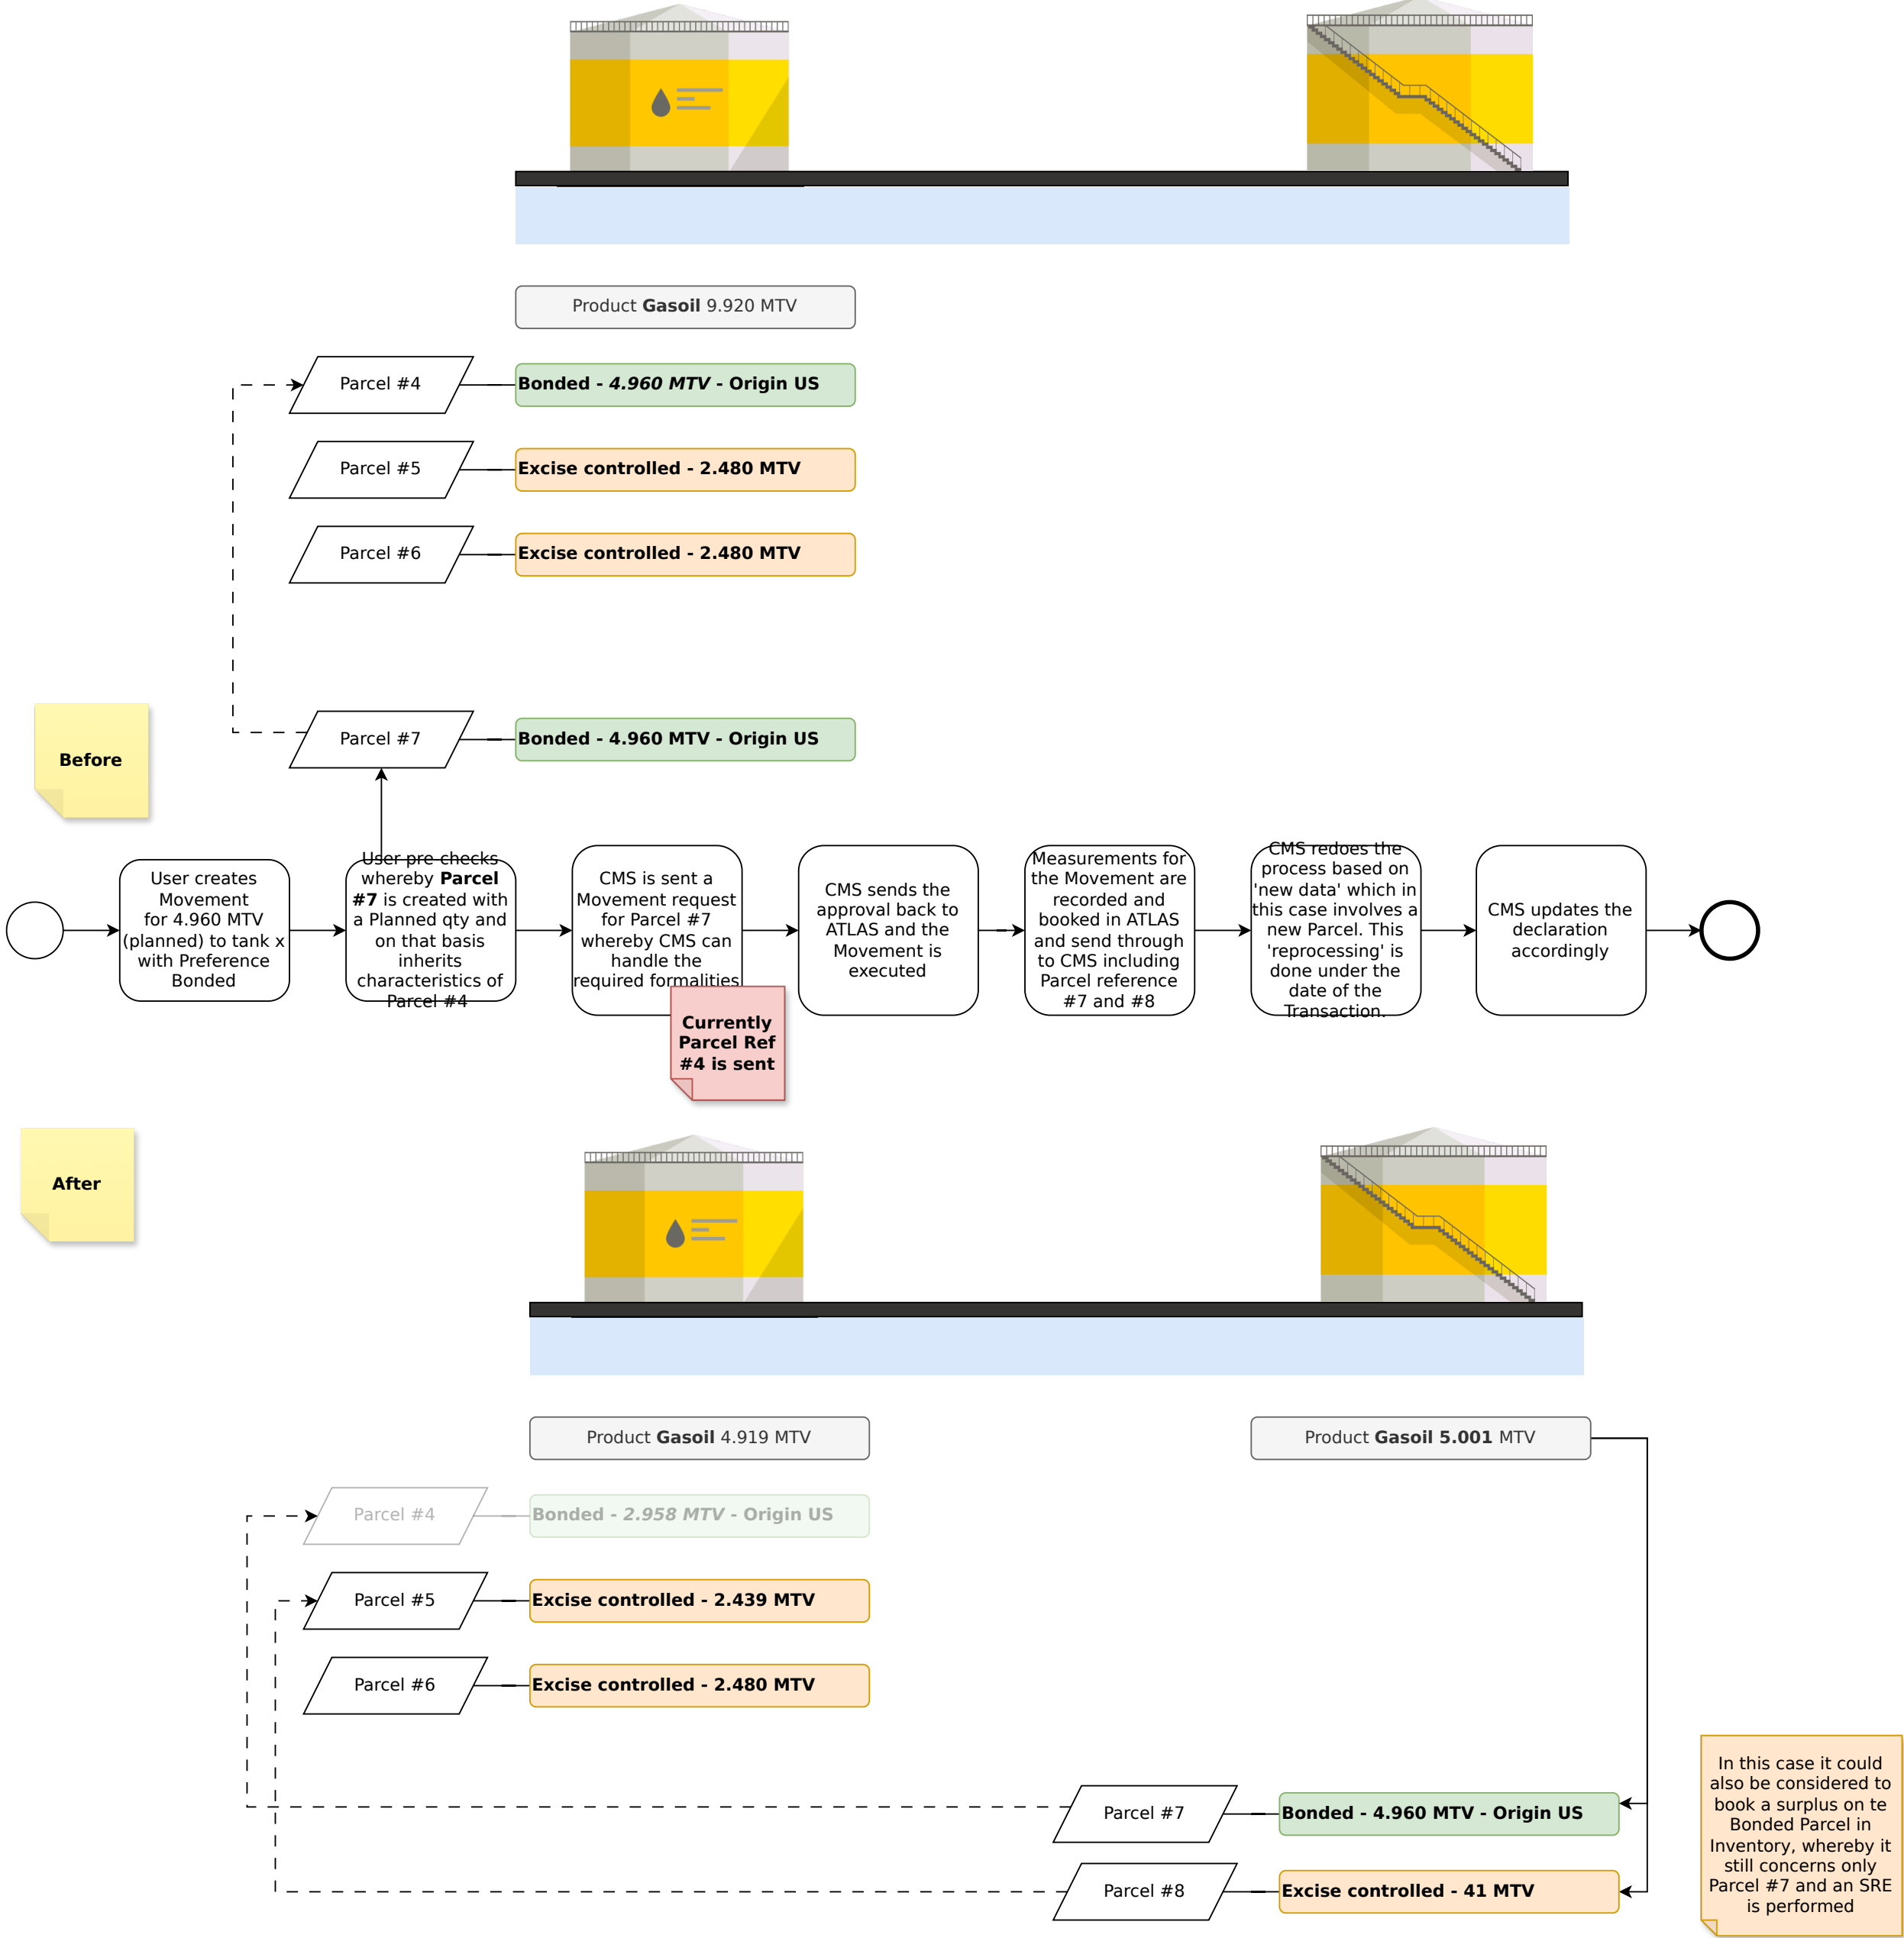 Product Gasoil 9.920 MTV
Parcel #4
Bonded - 4.960 MTV - Origin US
Parcel #5
Excise controlled - 2.480 MTV
Parcel #6
Excise controlled - 2.480 MTV
Before
Parcel #7
Bonded - 4.960 MTV - Origin US
User creates
Movement
for 4.960 MTV
(planned) to tank x
with Preference
Bonded
User pre-checks
whereby Parcel
#7 is created with
a Planned qty and
on that basis
inherits
characteristics of
Parcel #4
CMS is sent a
Movement request
for Parcel #7
whereby CMS can
handle the
required formalities
Currently
Parcel Ref
#4 is sent
CMS sends the
approval back to
ATLAS and the
Movement is
executed
Measurements for
the Movement are
recorded and
booked in ATLAS
and send through
to CMS including
Parcel reference
#7 and #8
CMS redoes the
process based on
'new data' which in
this case involves a
new Parcel. This
'reprocessing' is
done under the
date of the
Transaction.
CMS updates the
declaration
accordingly
After
Product Gasoil 4.919 MTV
Product Gasoil 5.001 MTV
Parcel #4
Bonded - 2.958 MTV - Origin US
Parcel #5
Excise controlled - 2.439 MTV
Parcel #6
Excise controlled - 2.480 MTV
Parcel #7
Bonded - 4.960 MTV - Origin US
Parcel #8
Excise controlled - 41 MTV
In this case it could
also be considered to
book a surplus on te
Bonded Parcel in
Inventory, whereby it
still concerns only
Parcel #7 and an SRE
is performed